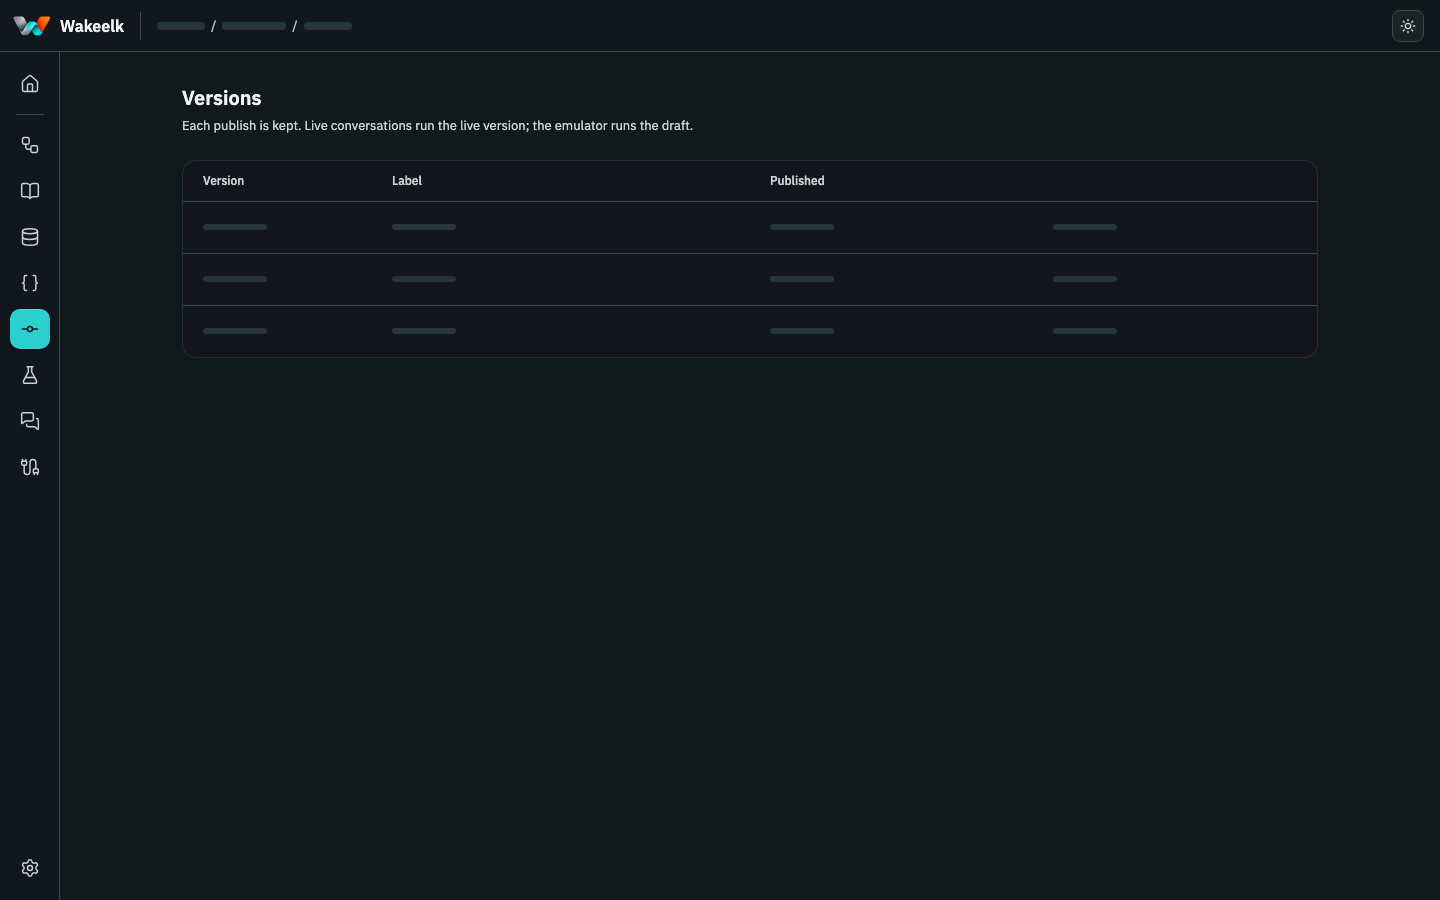 Wakeelk / /
Versions
Each publish is kept. Live conversations run the live version; the emulator runs the draft.
Version Label Published